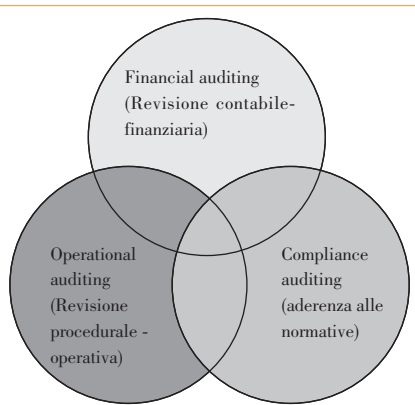 Financial auditing
(Revisione contabile-
finanziaria)
Operational
auditing
(Revisione
procedurale -
operativa)
Compliance
auditing
(aderenza alle
normative)